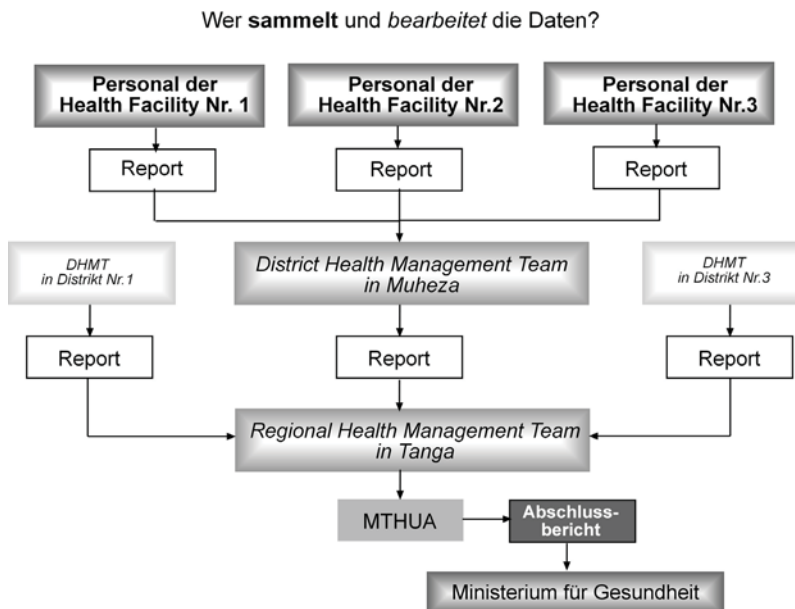 Wer sammelt und bearbeitet die Daten?
Personal der
Health Facility Nr. 1
Personal der
Health Facility Nr.2
Personal der
Health Facility Nr.3
Report
Report
Report
DHMT
in Distrikt Nr.1
District Health Management Team
in Muheza
DHMT
in Distrikt Nr.3
Report
Report
Report
Regional Health Management Team
in Tanga
MTHUA
Abschluss-
bericht
Ministerium für Gesundheit